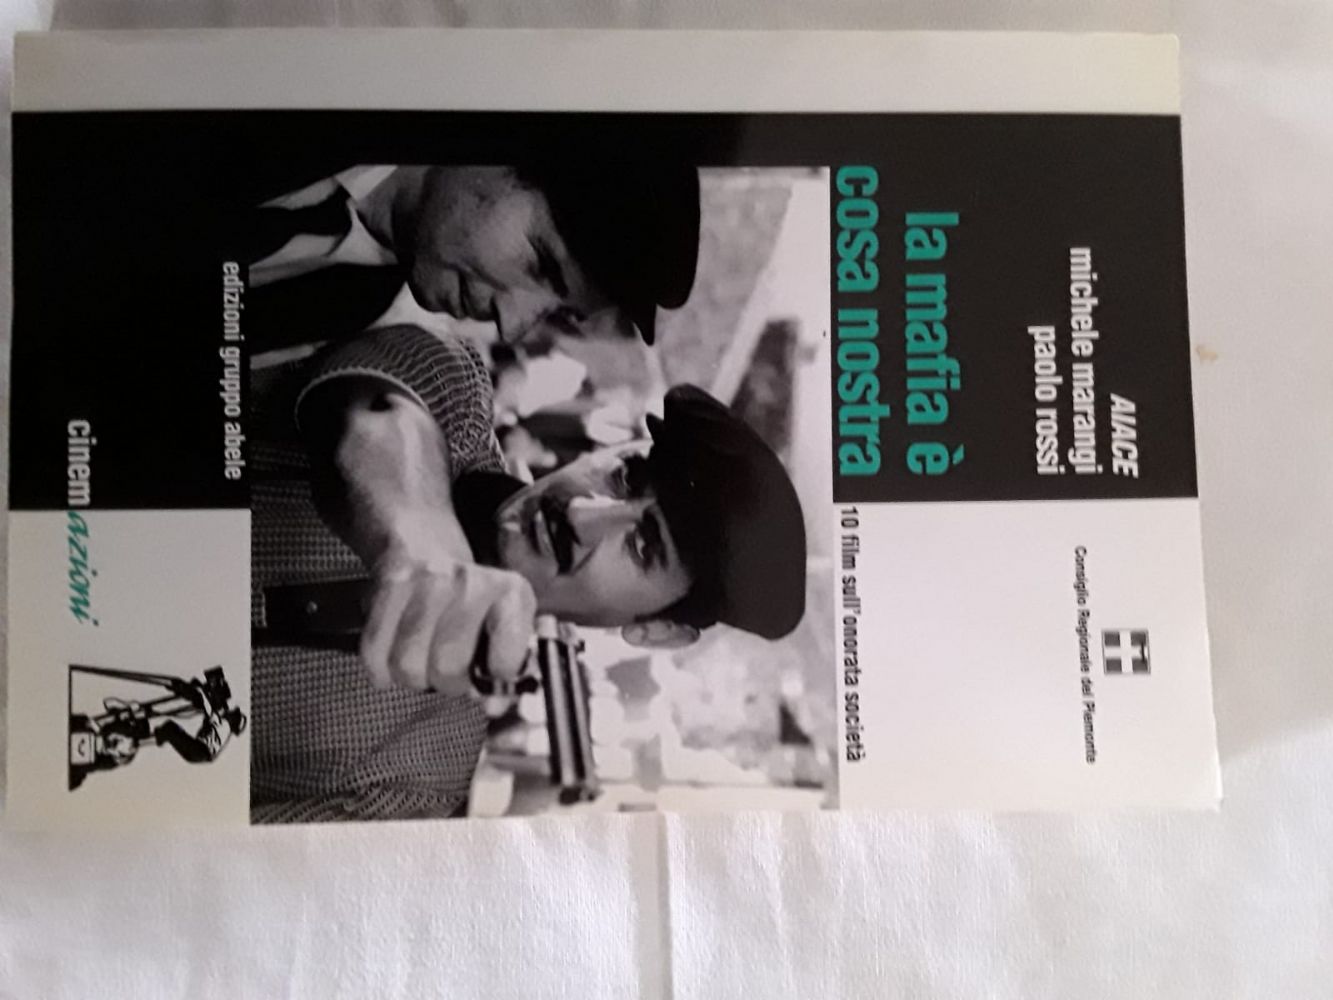 AIACE
michele marangi
paolo rossi
Consiglio Regionale del Piemonte
la mafia è
cosa nostra
10 film sull'onorata società
edizioni gruppo abele
cinemazioni